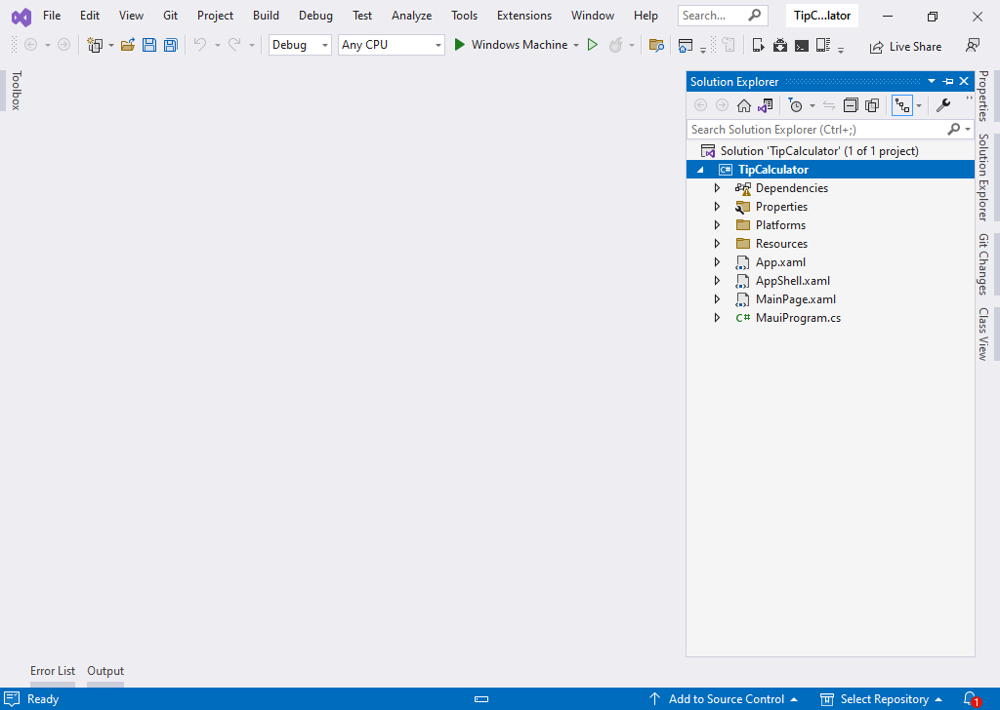 File Edit View Git Project Build Debug Test Analyze Tools Extensions Window Help Search... TipC...lator
Debug Any CPU Windows Machine Live Share
Toolbox
Solution Explorer
Search Solution Explorer (Ctrl+;)
Solution 'TipCalculator' (1 of 1 project)
C# TipCalculator
Dependencies
Properties
Platforms
Resources
App.xaml
AppShell.xaml
MainPage.xaml
C# MauiProgram.cs
Properties
Solution Explorer
Git Changes
Class View
Error List Output
Ready Add to Source Control Select Repository 1